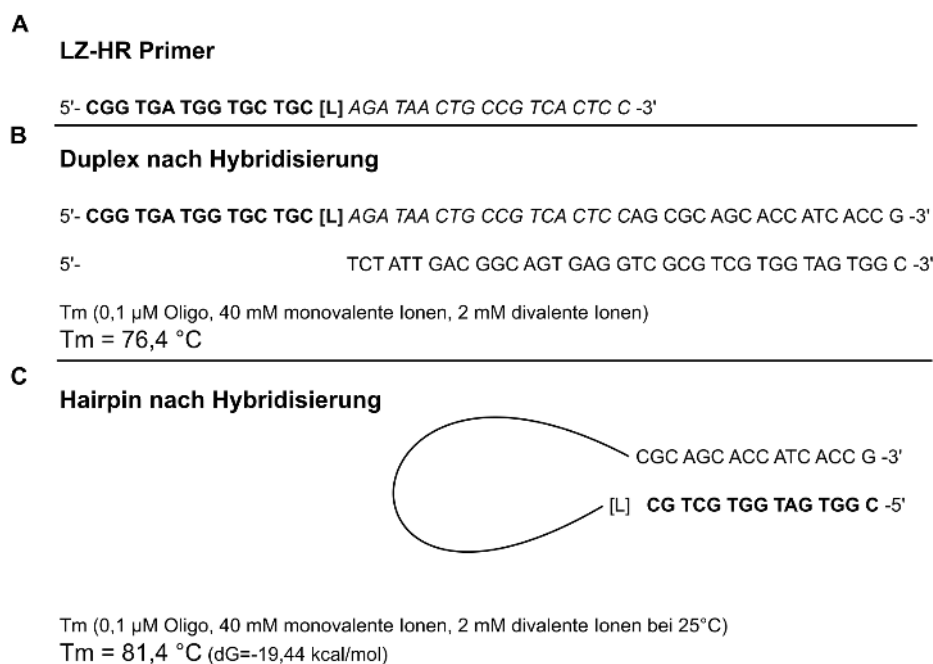 A
LZ-HR Primer
5'- CGG TGA TGG TGC TGC [L] AGA TAA CTG CCG TCA CTC C -3'
B
Duplex nach Hybridisierung
5'- CGG TGA TGG TGC TGC [L] AGA TAA CTG CCG TCA CTC CAG CGC AGC ACC ATC ACC G -3'
5'- TCT ATT GAC GGC AGT GAG GTC GCG TCG TGG TAG TGG C -3'
Tm (0,1 µM Oligo, 40 mM monovalente Ionen, 2 mM divalente Ionen)
Tm = 76,4 °C
C
Hairpin nach Hybridisierung
CGC AGC ACC ATC ACC G -3'
[L] CG TCG TGG TAG TGG C -5'
Tm (0,1 µM Oligo, 40 mM monovalente Ionen, 2 mM divalente Ionen bei 25°C)
Tm = 81,4 °C (dG=-19,44 kcal/mol)